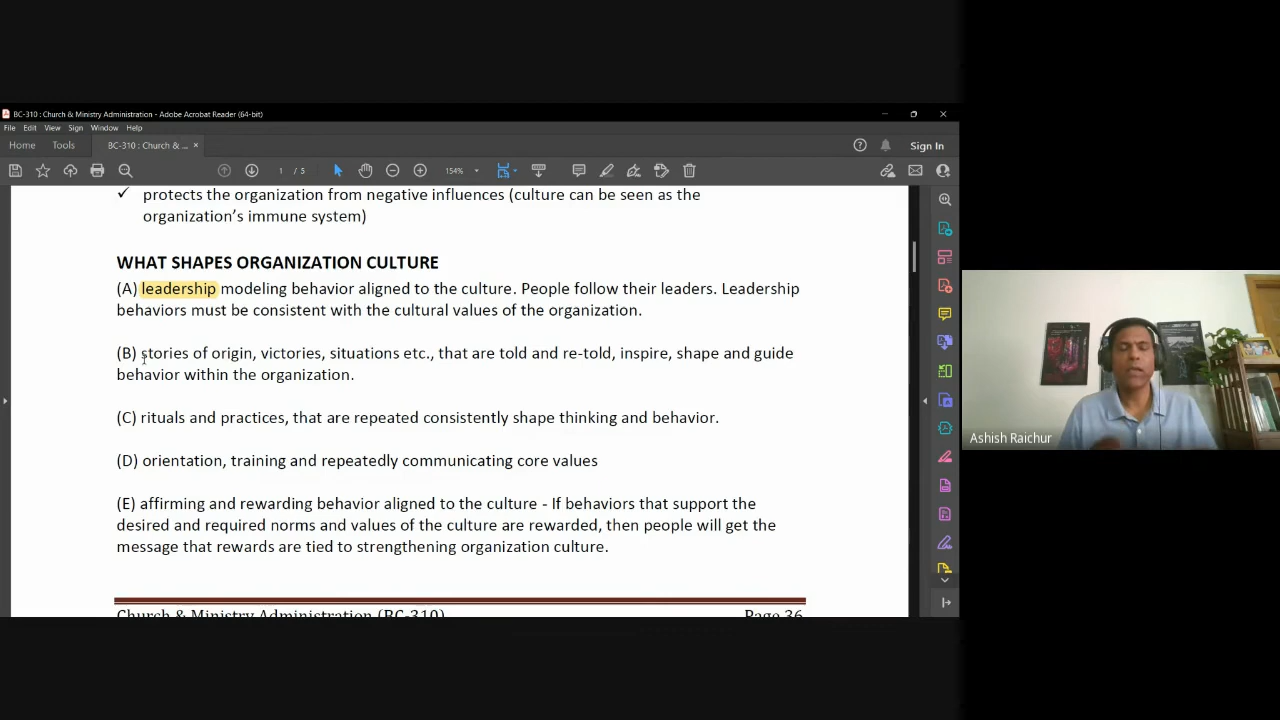 BC-310 : Church & Ministry Administration - Adobe Acrobat Reader (64-bit)
File Edit View Sign Window Help
Home Tools BC-310 : Church & ... × Sign In
1 / 5 154%
✓ protects the organization from negative influences (culture can be seen as the
organization's immune system)
WHAT SHAPES ORGANIZATION CULTURE
(A) leadership modeling behavior aligned to the culture. People follow their leaders. Leadership
behaviors must be consistent with the cultural values of the organization.
(B) stories of origin, victories, situations etc., that are told and re-told, inspire, shape and guide
behavior within the organization.
(C) rituals and practices, that are repeated consistently shape thinking and behavior.
(D) orientation, training and repeatedly communicating core values
(E) affirming and rewarding behavior aligned to the culture - If behaviors that support the
desired and required norms and values of the culture are rewarded, then people will get the
message that rewards are tied to strengthening organization culture.
Church & Ministry Administration (BC-310) Page 36
Ashish Raichur